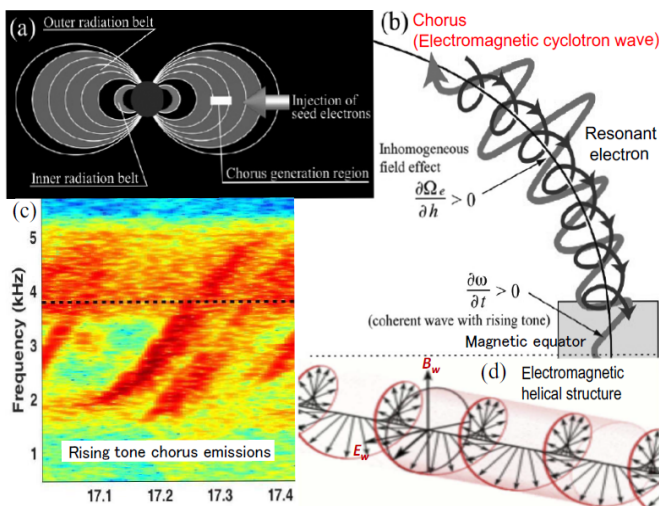 (a)
Outer radiation belt
Injection of
seed electrons
Inner radiation belt
Chorus generation region
(b)
Chorus
(Electromagnetic cyclotron wave)
Resonant
electron
Inhomogeneous
field effect
∂Ωe/∂h > 0
∂ω/∂t > 0
(coherent wave with rising tone)
Magnetic equator
(c)
Frequency (kHz)
5
4
3
2
1
Rising tone chorus emissions
17.1
17.2
17.3
17.4
(d)
Electromagnetic
helical structure
Bw
Ew